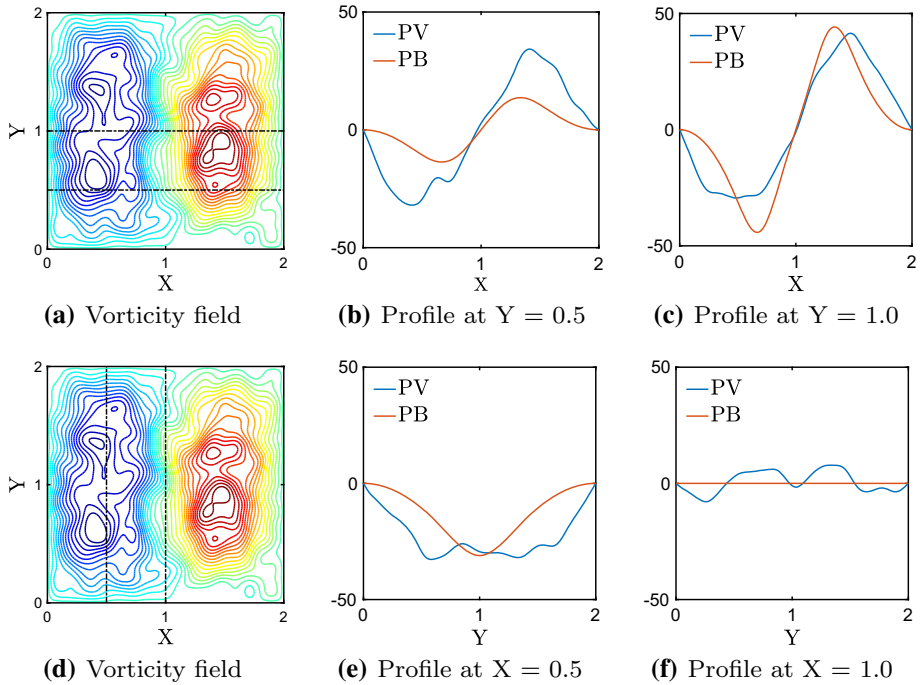 2
1
0
Y
0
1
2
X
(a) Vorticity field
50
0
-50
PV
PB
0
1
2
X
(b) Profile at Y = 0.5
50
0
-50
PV
PB
0
1
2
X
(c) Profile at Y = 1.0
2
1
0
Y
0
1
2
X
(d) Vorticity field
50
0
-50
PV
PB
0
1
2
Y
(e) Profile at X = 0.5
50
0
-50
PV
PB
0
1
2
Y
(f) Profile at X = 1.0